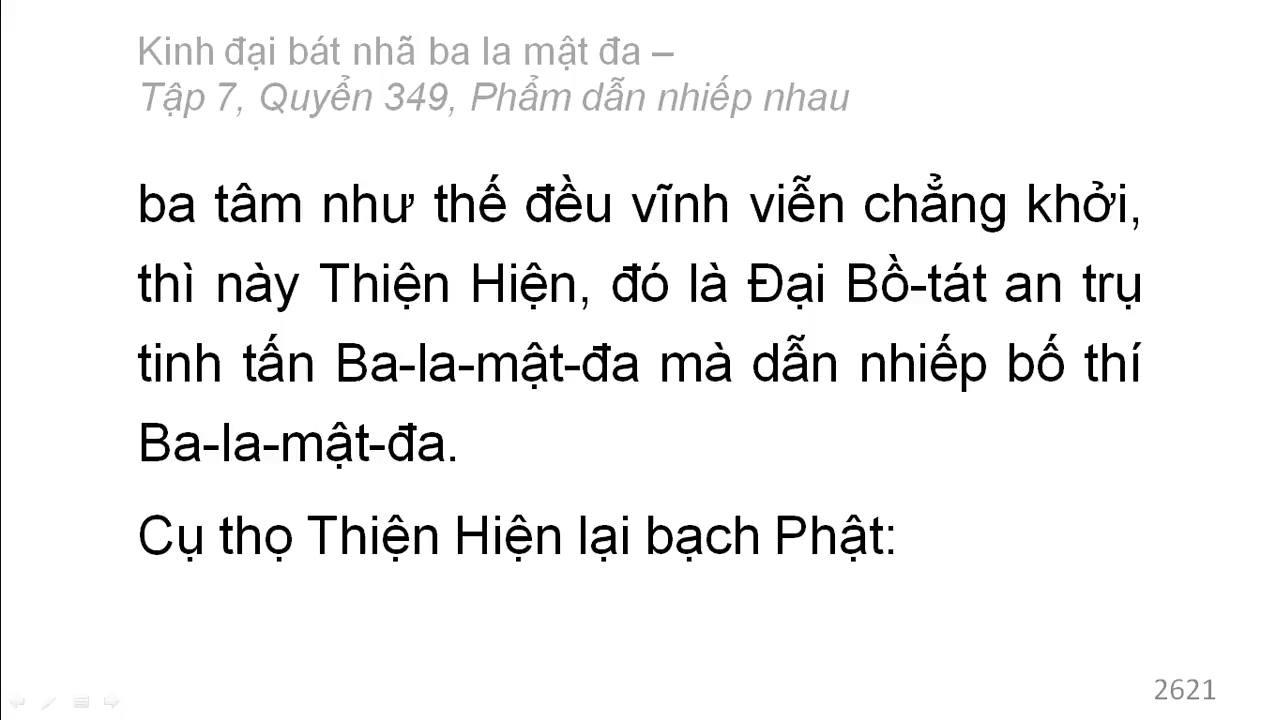 Kinh đại bát nhã ba la mật đa –
Tập 7, Quyển 349, Phẩm dẫn nhiếp nhau
ba tâm như thế đều vĩnh viễn chẳng khởi,
thì này Thiện Hiện, đó là Đại Bồ-tát an trụ
tinh tấn Ba-la-mật-đa mà dẫn nhiếp bố thí
Ba-la-mật-đa.
Cụ thọ Thiện Hiện lại bạch Phật:
2621